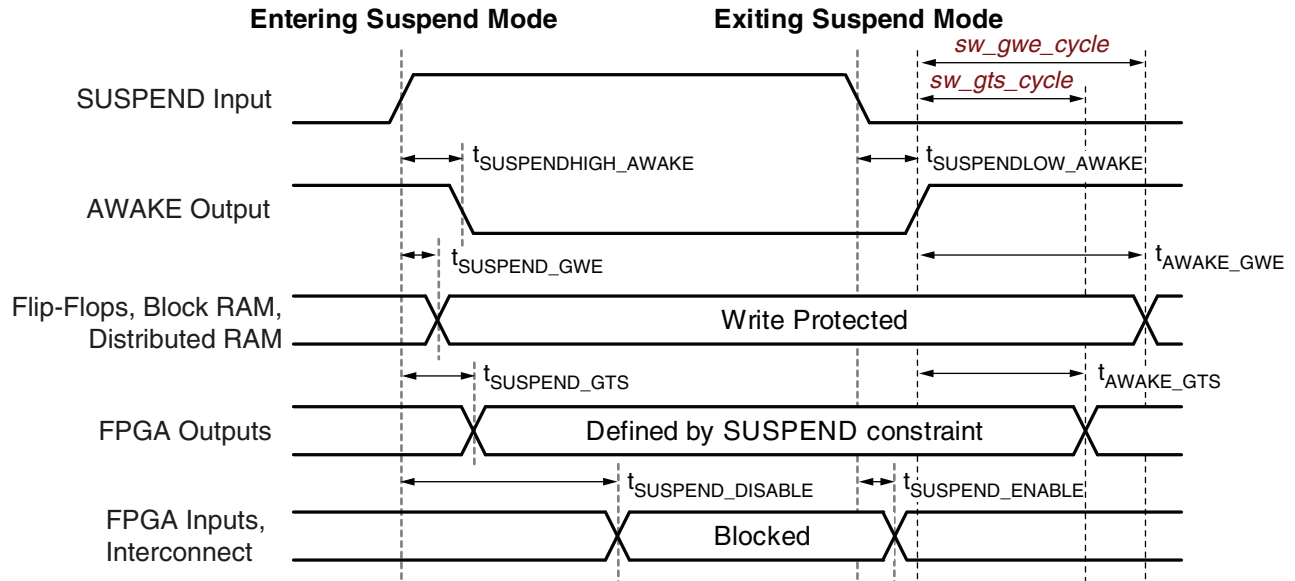 Entering Suspend Mode
Exiting Suspend Mode
sw_gwe_cycle
sw_gts_cycle
SUSPEND Input
tSUSPENDHIGH_AWAKE
tSUSPENDLOW_AWAKE
AWAKE Output
tSUSPEND_GWE
tAWAKE_GWE
Flip-Flops, Block RAM,
Distributed RAM
Write Protected
tSUSPEND_GTS
tAWAKE_GTS
FPGA Outputs
Defined by SUSPEND constraint
tSUSPEND_DISABLE
tSUSPEND_ENABLE
FPGA Inputs,
Interconnect
Blocked